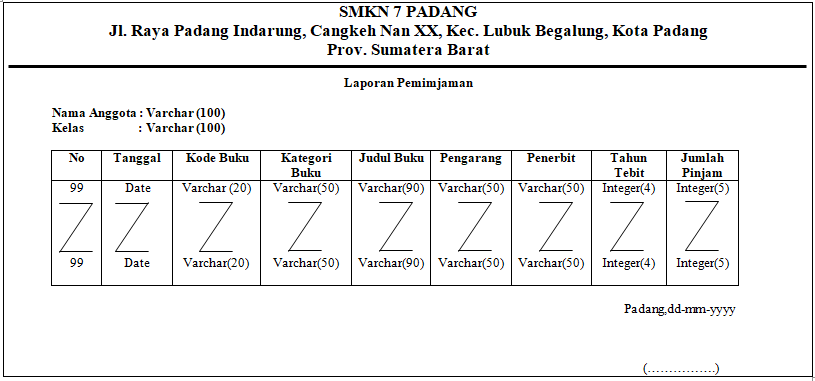 SMKN 7 PADANG
Jl. Raya Padang Indarung, Cangkeh Nan XX, Kec. Lubuk Begalung, Kota Padang
Prov. Sumatera Barat
Laporan Pemimjaman
Nama Anggota : Varchar (100)
Kelas : Varchar (100)
No Tanggal Kode Buku Kategori Buku Judul Buku Pengarang Penerbit Tahun Tebit Jumlah Pinjam
99 Date Varchar (20) Varchar(50) Varchar(90) Varchar(50) Varchar(50) Integer(4) Integer(5)
99 Date Varchar(20) Varchar(50) Varchar(90) Varchar(50) Varchar(50) Integer(4) Integer(5)
Padang,dd-mm-yyyy
(…………….)